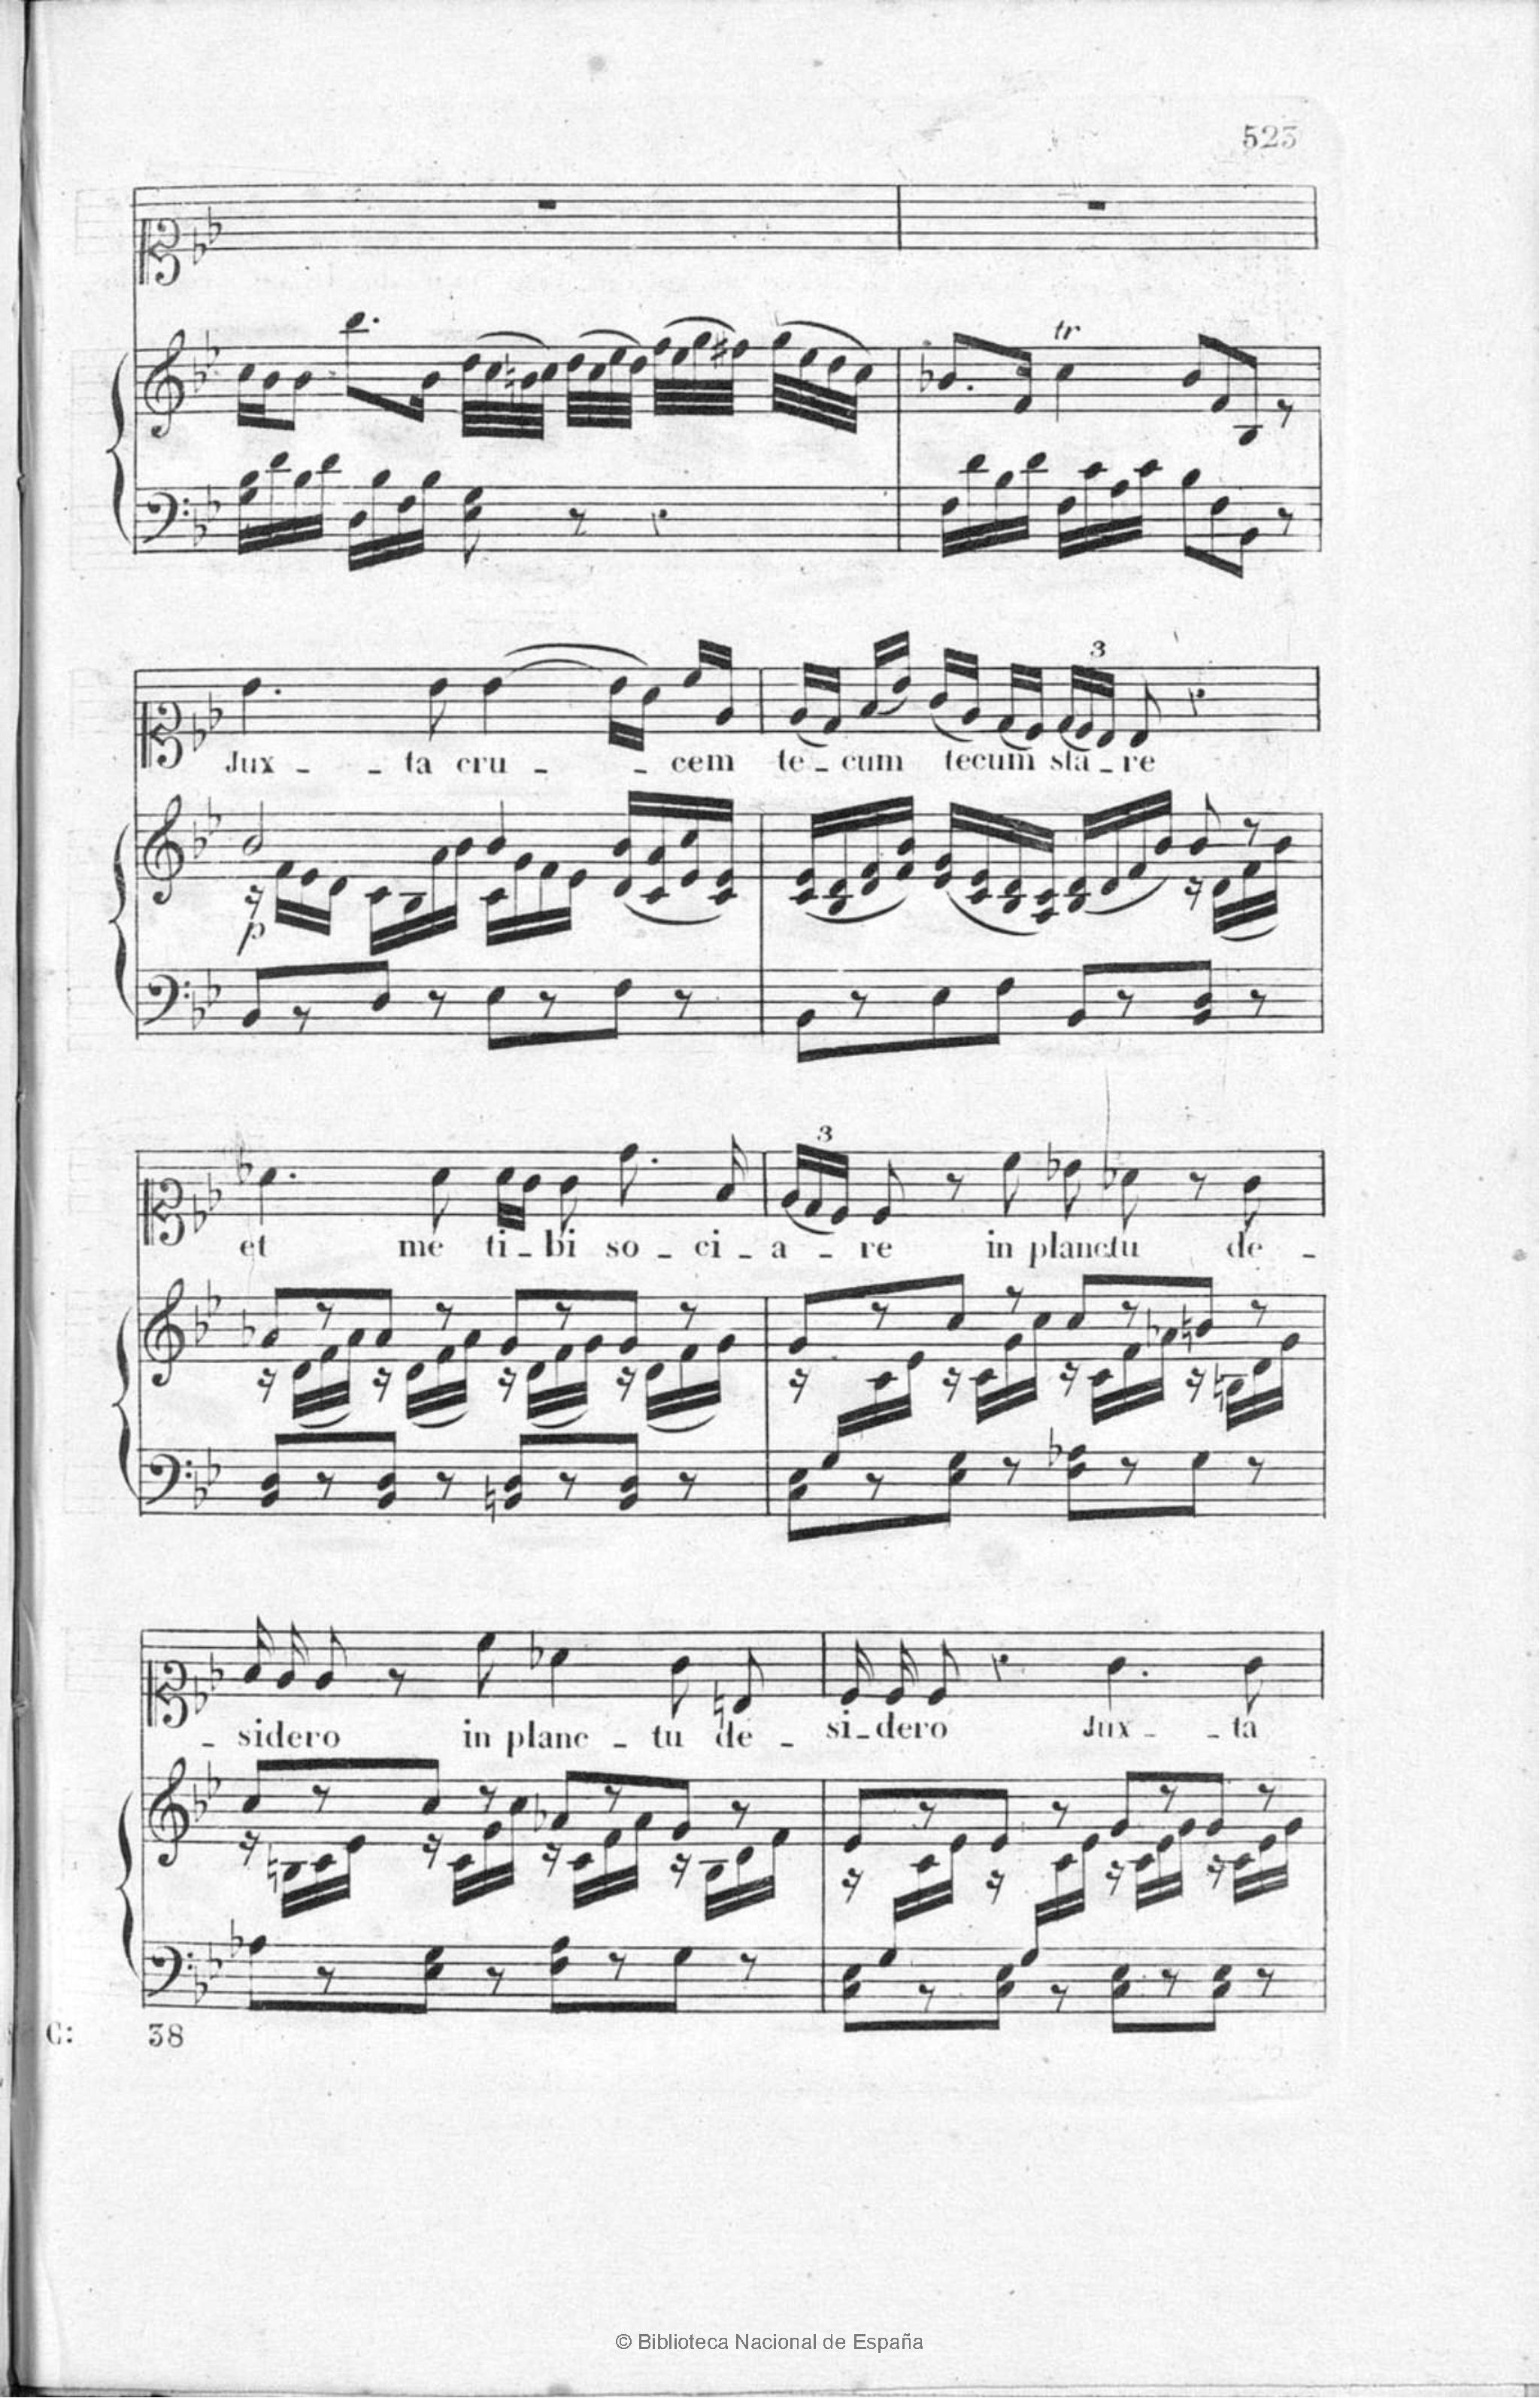 523
tr
3
Jux - - ta cru - - cem te - cum tecum sta - re
p
3
et me ti - bi so - ci - a - re in planctu de -
- sidero in planc - tu de - si - dero Jux - - ta
C: 38
© Biblioteca Nacional de España